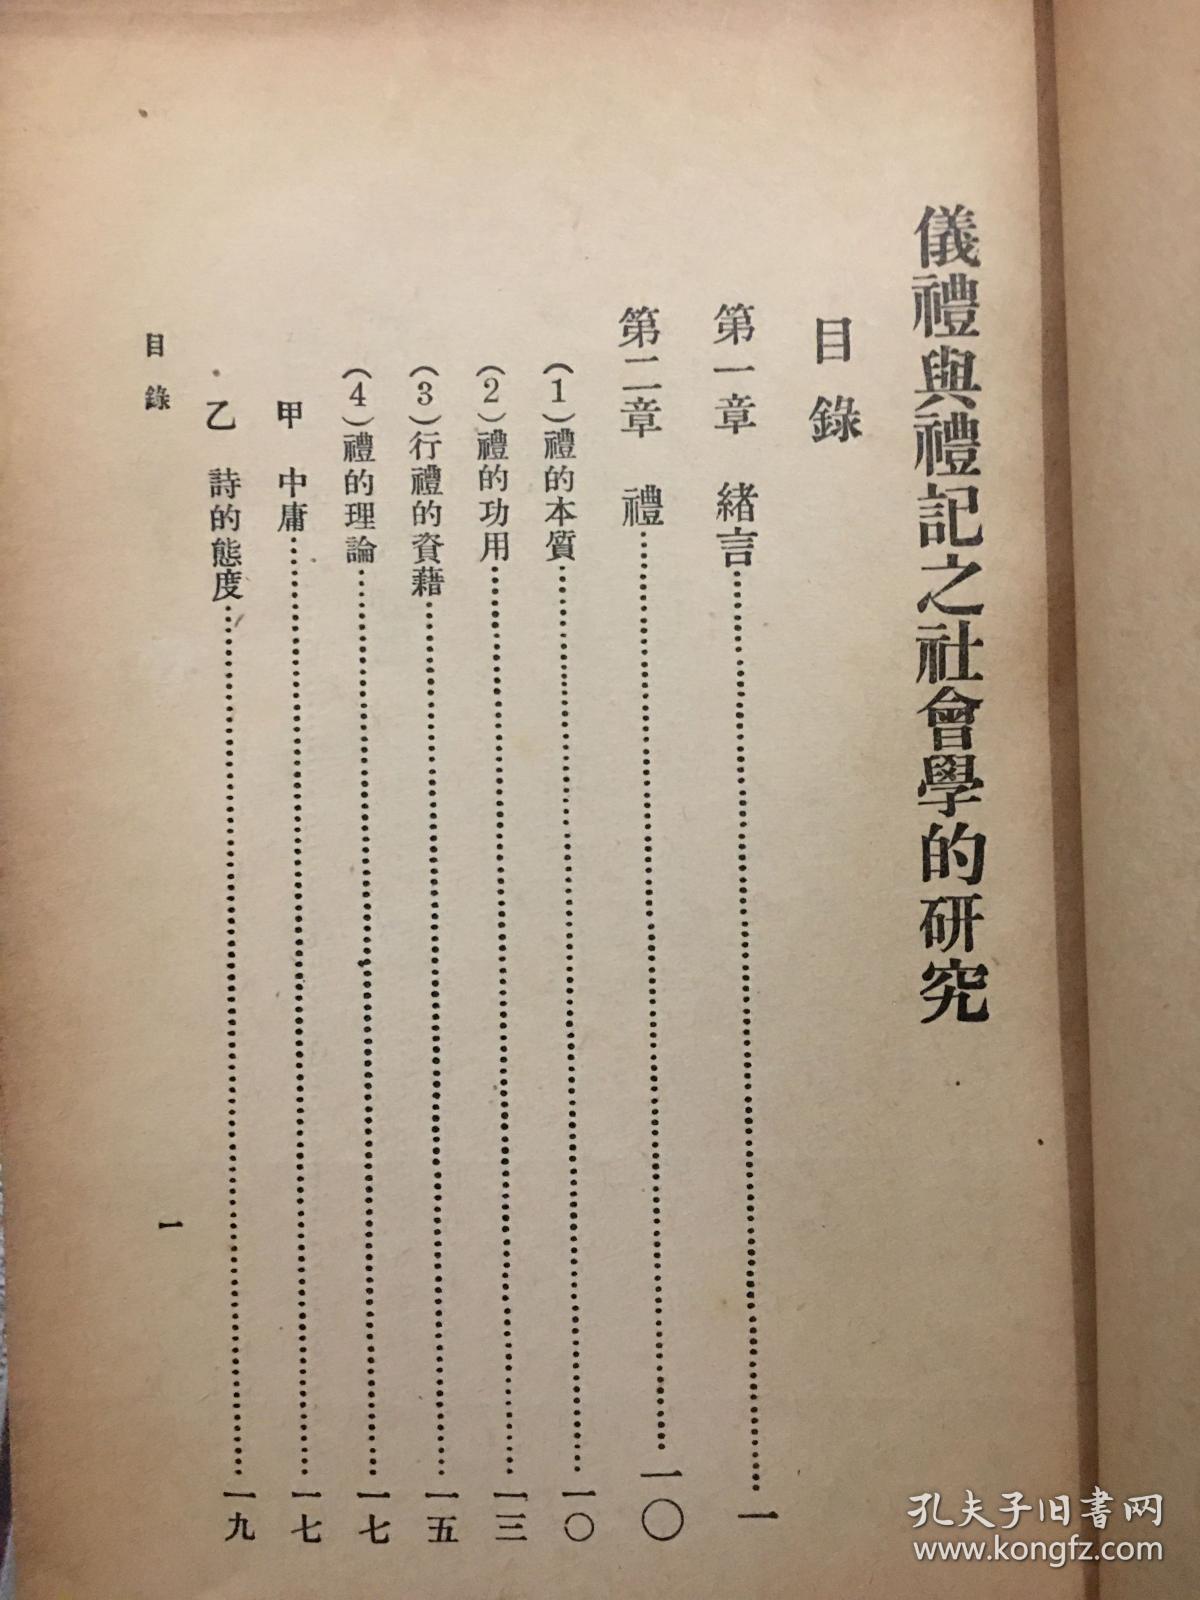 儀禮與禮記之社會學的研究
目錄
第一章 緒言……一
第二章 禮……一〇
(1)禮的本質……一〇
(2)禮的功用……一三
(3)行禮的資藉……一五
(4)禮的理論……一七
甲 中庸……一七
乙 詩的態度……一九
目錄
一
孔夫子旧书网
www.kongfz.com